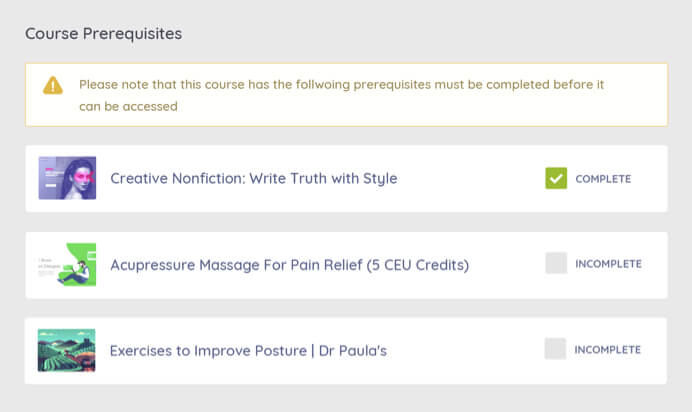 Course Prerequisites
Please note that this course has the follwoing prerequisites must be completed before it
can be accessed
Creative Nonfiction: Write Truth with Style
COMPLETE
Acupressure Massage For Pain Relief (5 CEU Credits)
INCOMPLETE
Exercises to Improve Posture | Dr Paula's
INCOMPLETE